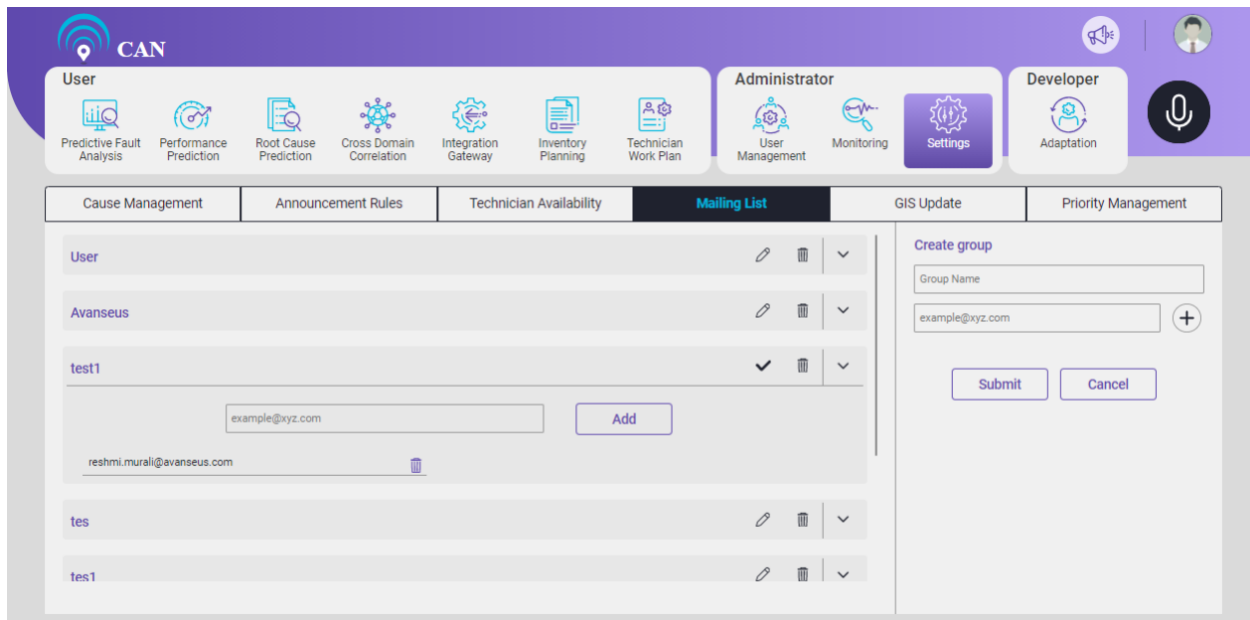 CAN
User
Administrator
Developer
Predictive Fault
Analysis
Performance
Prediction
Root Cause
Prediction
Cross Domain
Correlation
Integration
Gateway
Inventory
Planning
Technician
Work Plan
User
Management
Monitoring
Settings
Adaptation
Cause Management
Announcement Rules
Technician Availability
Mailing List
GIS Update
Priority Management
User
Avanseus
test1
example@xyz.com
Add
reshmi.murali@avanseus.com
tes
tes1
Create group
Group Name
example@xyz.com
Submit
Cancel